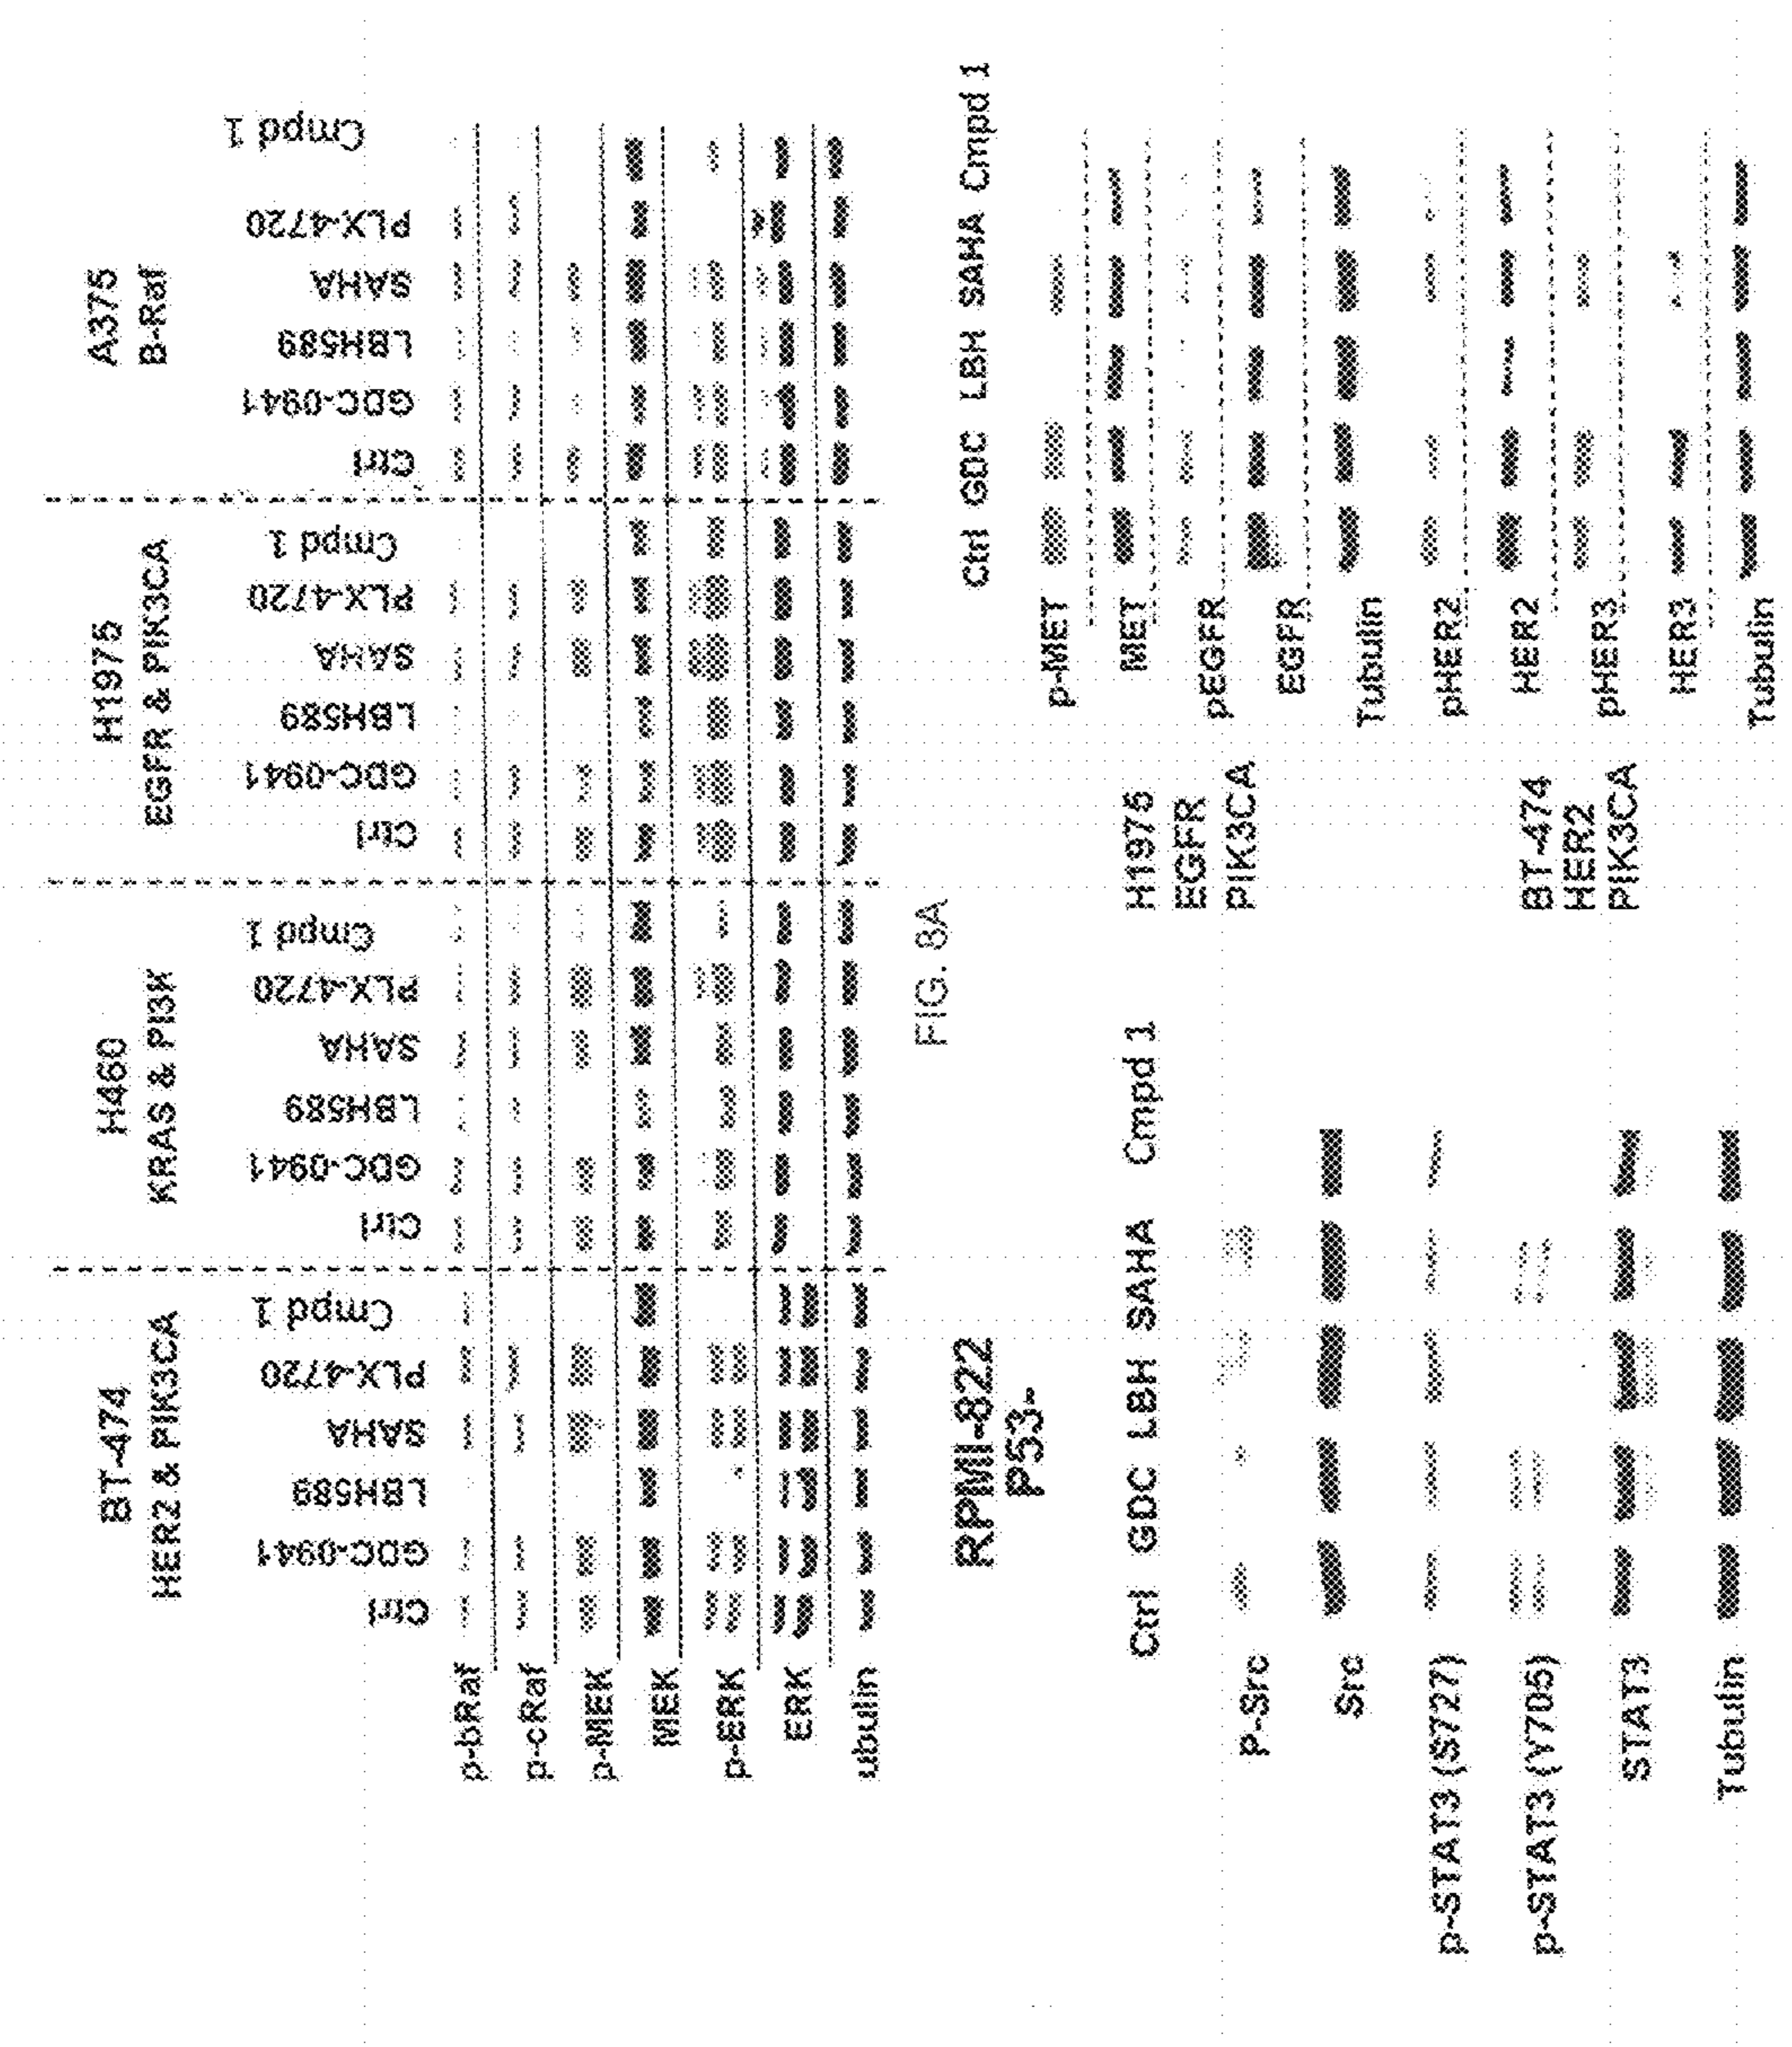 BT-474
HER2 & PIK3CA
H460
KRAS & PI3K
H1975
EGFR & PIK3CA
A375
B-Raf
Ctrl
GDC-0941
LBH589
SAHA
PLX-4720
Cmpd 1
Ctrl
GDC-0941
LBH589
SAHA
PLX-4720
Cmpd 1
Ctrl
GDC-0941
LBH589
SAHA
PLX-4720
Cmpd 1
Ctrl
GDC-0941
LBH589
SAHA
PLX-4720
Cmpd 1
p-bRaf
p-cRaf
p-MEK
MEK
p-ERK
ERK
ubulin
FIG. 8A
RPMI-822
P53-
Ctrl GDC LBH SAHA Cmpd 1
P-Src
Src
p-STAT3 (S727)
p-STAT3 (Y705)
STAT3
Tubulin
Ctrl GDC LBH SAHA Cmpd 1
H1975
EGFR
PIK3CA
p-MET
MET
pEGFR
EGFR
Tubulin
BT-474
HER2
PIK3CA
pHER2
HER2
pHER3
HER3
Tubulin